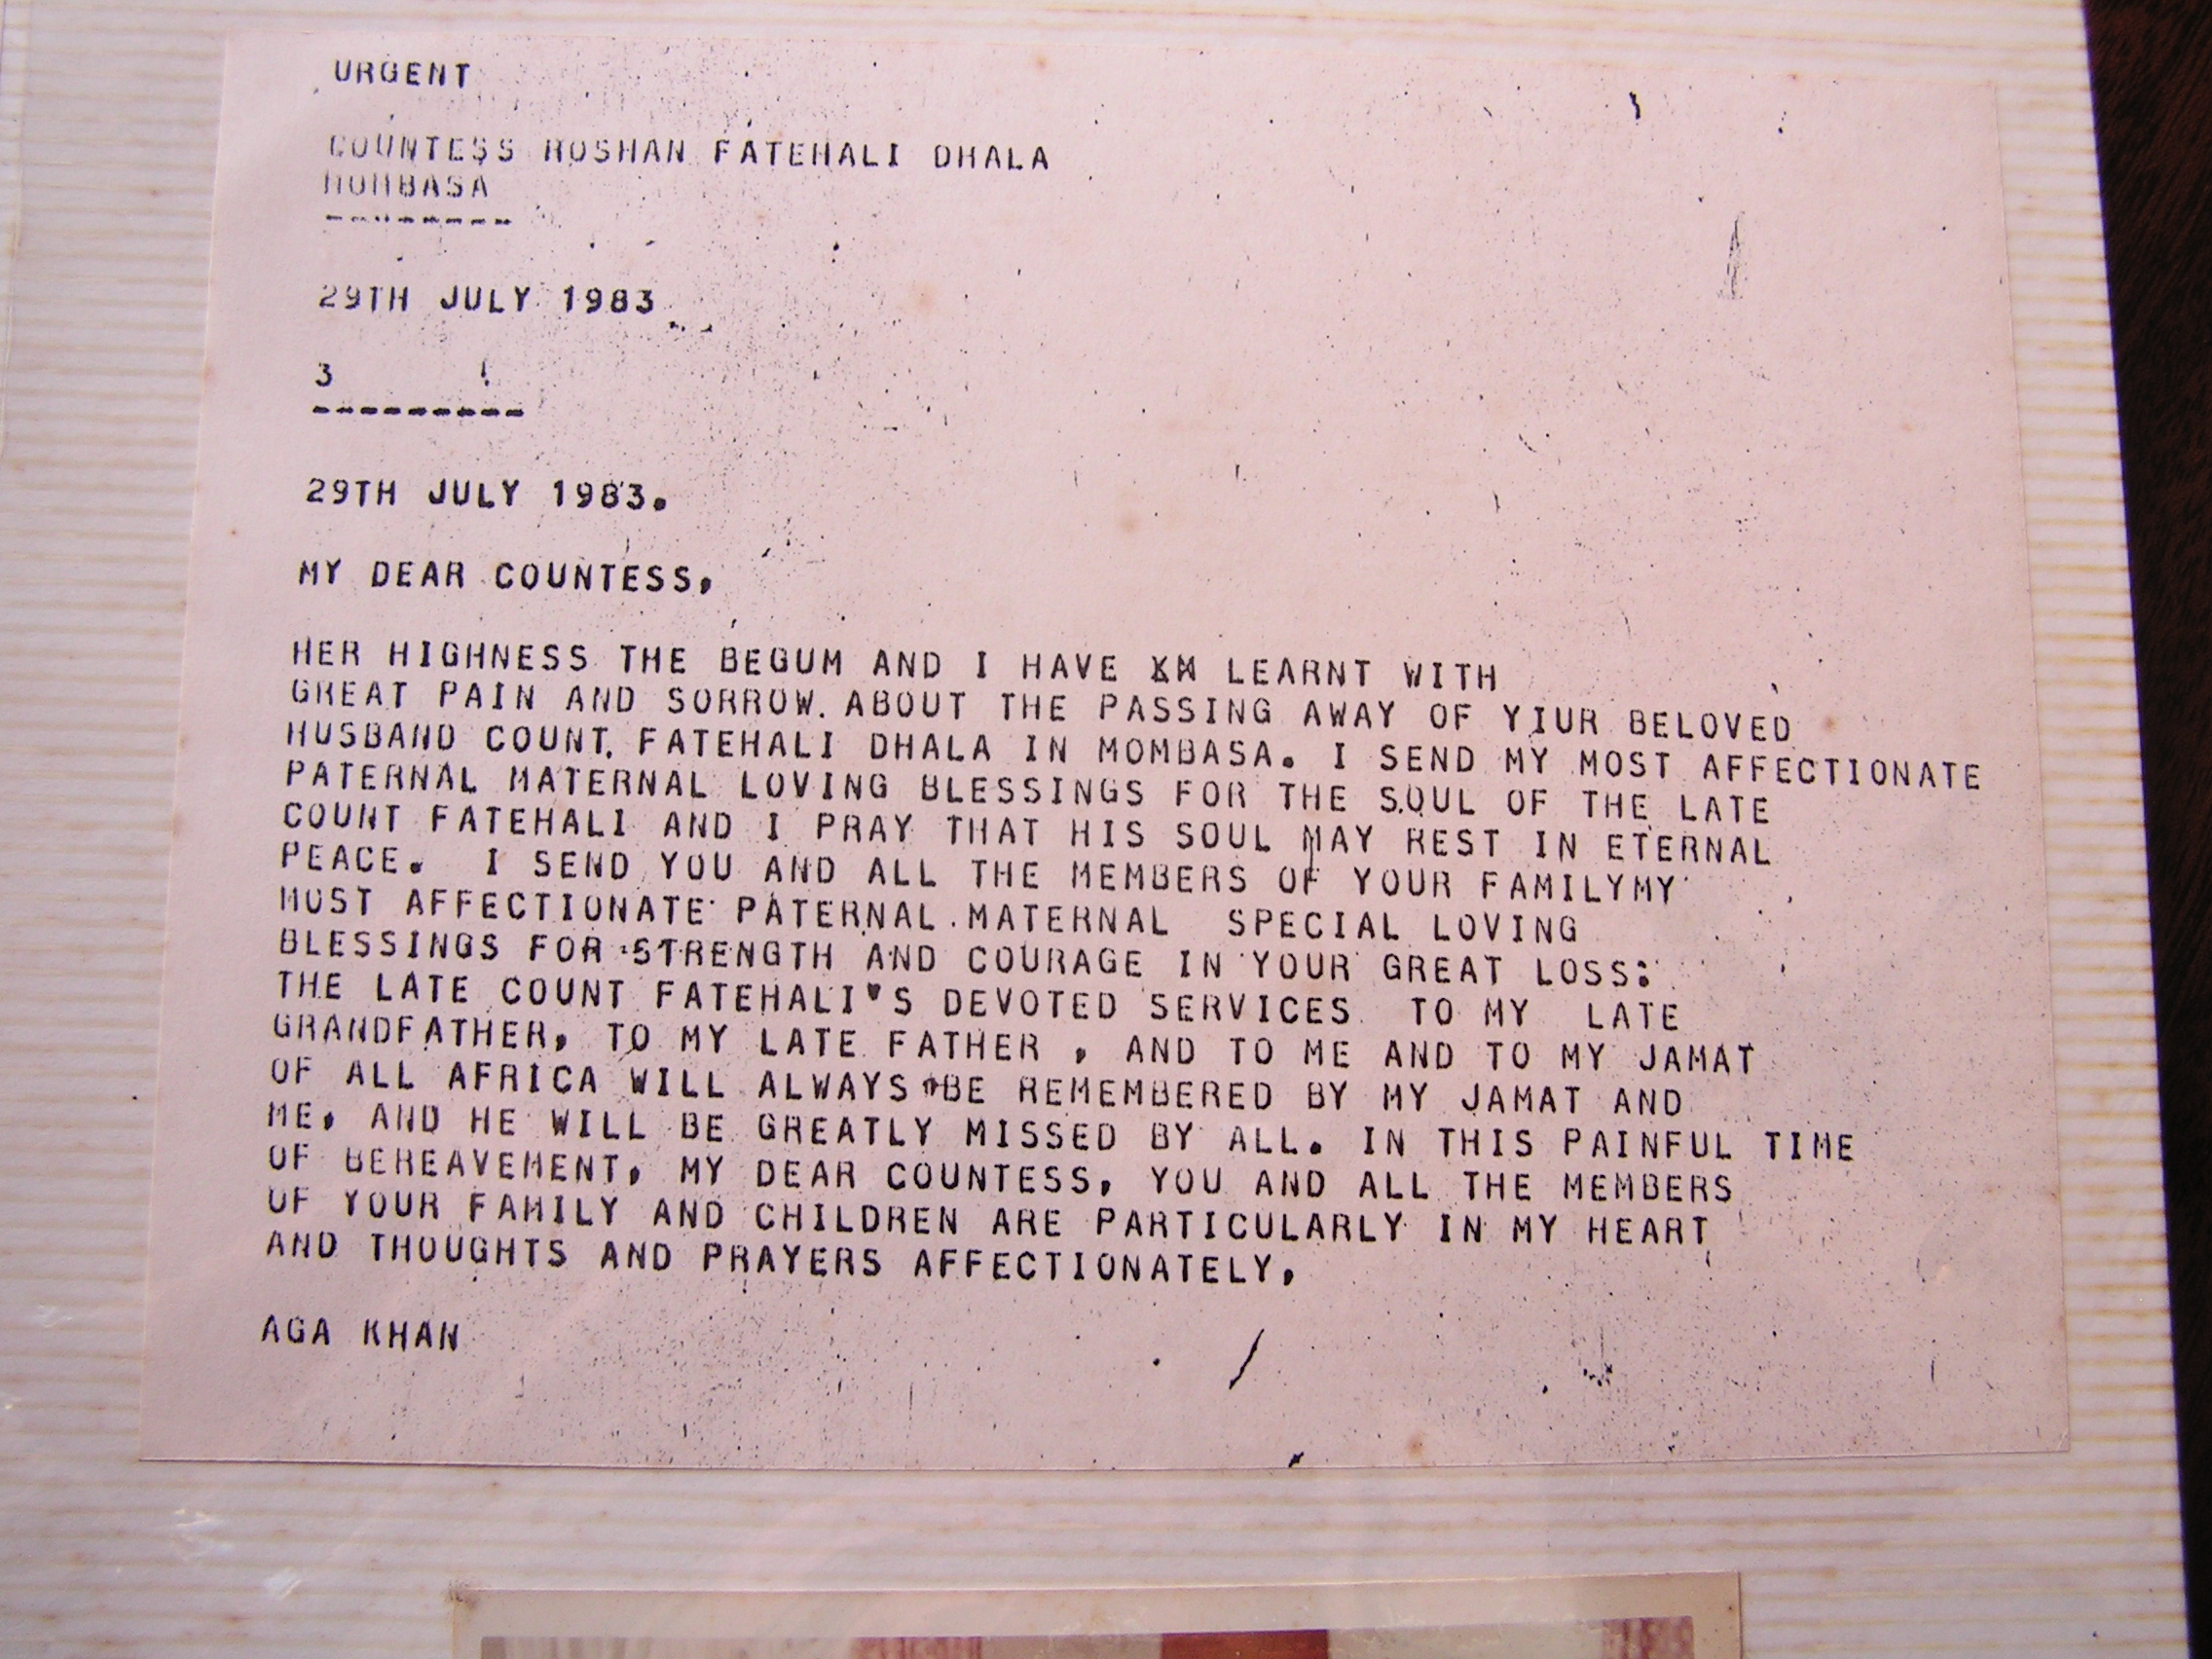 URGENT
COUNTESS ROSHAN FATEHALI DHALA
MOMBASA
---------
29TH JULY 1983
3
---------
29TH JULY 1983.
MY DEAR COUNTESS,
HER HIGHNESS THE BEGUM AND I HAVE XM LEARNT WITH
GREAT PAIN AND SORROW ABOUT THE PASSING AWAY OF YIUR BELOVED
HUSBAND COUNT. FATEHALI DHALA IN MOMBASA. I SEND MY MOST AFFECTIONATE
PATERNAL MATERNAL LOVING BLESSINGS FOR THE SOUL OF THE LATE
COUNT FATEHALI AND I PRAY THAT HIS SOUL MAY REST IN ETERNAL
PEACE. I SEND YOU AND ALL THE MEMBERS OF YOUR FAMILYMY
MOST AFFECTIONATE PATERNAL MATERNAL SPECIAL LOVING
BLESSINGS FOR STRENGTH AND COURAGE IN YOUR GREAT LOSS:
THE LATE COUNT FATEHALI'S DEVOTED SERVICES TO MY LATE
GRANDFATHER, TO MY LATE FATHER , AND TO ME AND TO MY JAMAT
OF ALL AFRICA WILL ALWAYS BE REMEMBERED BY MY JAMAT AND
ME, AND HE WILL BE GREATLY MISSED BY ALL. IN THIS PAINFUL TIME
OF BEREAVEMENT, MY DEAR COUNTESS, YOU AND ALL THE MEMBERS
OF YOUR FAMILY AND CHILDREN ARE PARTICULARLY IN MY HEART
AND THOUGHTS AND PRAYERS AFFECTIONATELY,
AGA KHAN